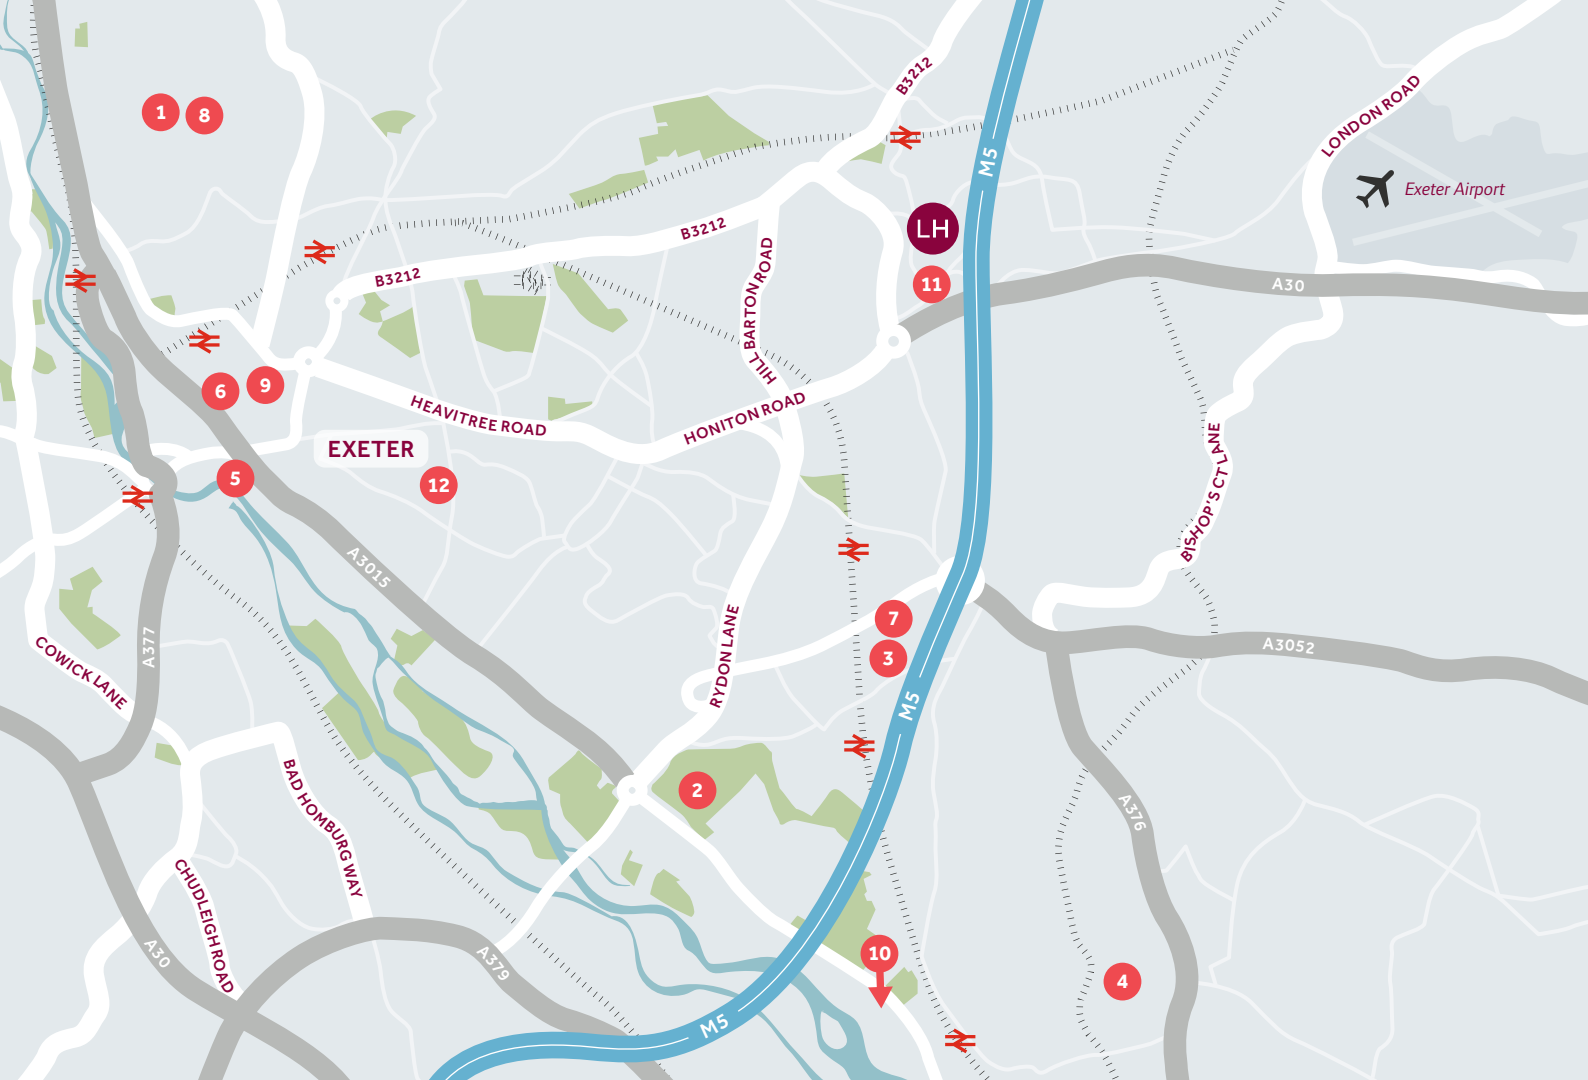 B3212
LONDON ROAD
1
8
M5
Exeter Airport
LH
B3212
B3212
11
A30
HILL BARTON ROAD
6
9
HEAVITREE ROAD
HONITON ROAD
EXETER
BISHOP'S CT LANE
5
12
A3015
7
A377
COWICK LANE
RYDON LANE
3
A3052
M5
2
BAD HOMBURG WAY
A376
CHUDLEIGH ROAD
A30
A379
10
4
M5